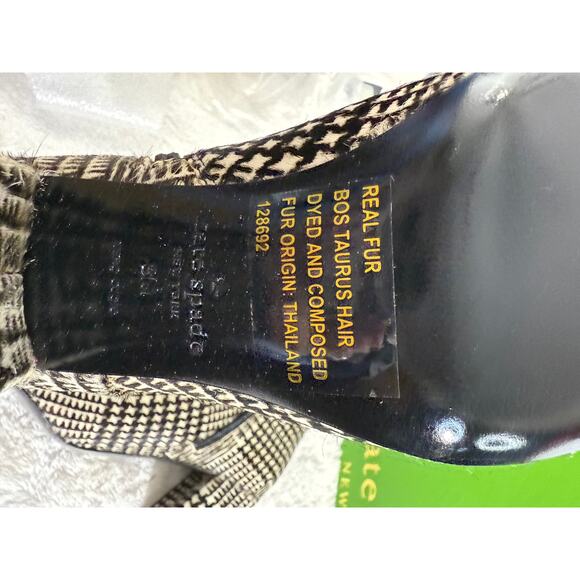 REAL FUR
BOS TAURUS HAIR
DYED AND COMPOSED
FUR ORIGIN: THAILAND
128692
kate spade
NEW YORK
ate
NEW